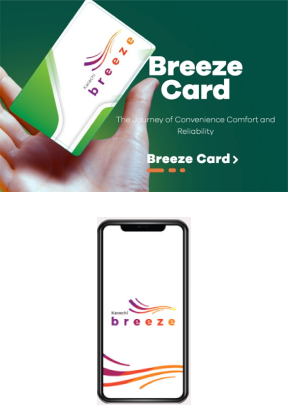 Karachi
breeze
Breeze
Card
The Journey of Convenience Comfort and
Reliability
Breeze Card >
Karachi
breeze